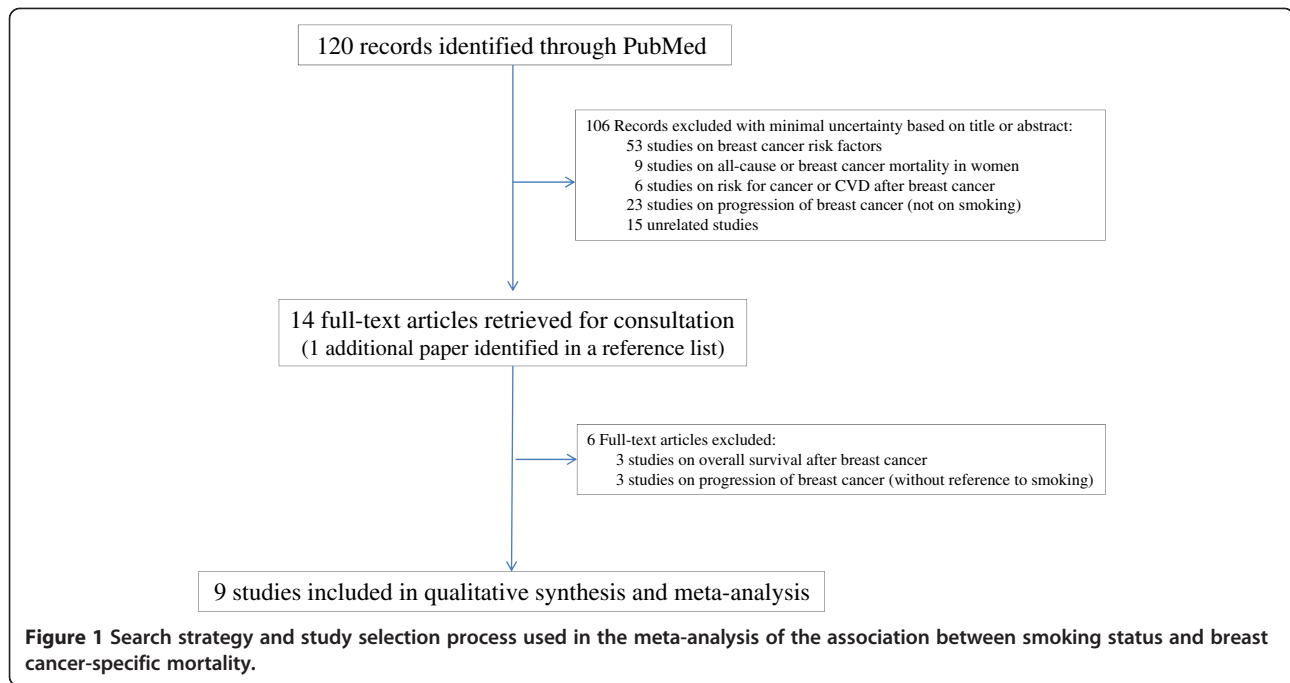 120 records identified through PubMed
106 Records excluded with minimal uncertainty based on title or abstract:
53 studies on breast cancer risk factors
9 studies on all-cause or breast cancer mortality in women
6 studies on risk for cancer or CVD after breast cancer
23 studies on progression of breast cancer (not on smoking)
15 unrelated studies
14 full-text articles retrieved for consultation
(1 additional paper identified in a reference list)
6 Full-text articles excluded:
3 studies on overall survival after breast cancer
3 studies on progression of breast cancer (without reference to smoking)
9 studies included in qualitative synthesis and meta-analysis
Figure 1 Search strategy and study selection process used in the meta-analysis of the association between smoking status and breast
cancer-specific mortality.